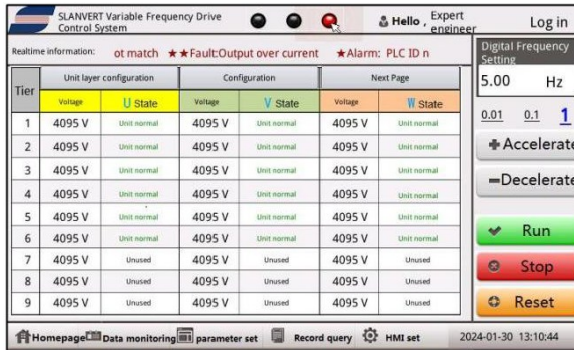 SLANVERT Variable Frequency Drive
Control System
Hello , Expert
engineer
Log in
Realtime information: ot match ★★Fault:Output over current ★Alarm: PLC ID n
Digital Frequency
Setting
5.00 Hz
0.01 0.1 1
Accelerate
Decelerate
Run
Stop
Reset
Tier Unit layer configuration Configuration Next Page
Voltage U State Voltage V State Voltage W State
1 4095 V Unit normal 4095 V Unit normal 4095 V Unit normal
2 4095 V Unit normal 4095 V Unit normal 4095 V Unit normal
3 4095 V Unit normal 4095 V Unit normal 4095 V Unit normal
4 4095 V Unit normal 4095 V Unit normal 4095 V Unit normal
5 4095 V Unit normal 4095 V Unit normal 4095 V Unit normal
6 4095 V Unit normal 4095 V Unit normal 4095 V Unit normal
7 4095 V Unused 4095 V Unused 4095 V Unused
8 4095 V Unused 4095 V Unused 4095 V Unused
9 4095 V Unused 4095 V Unused 4095 V Unused
Homepage Data monitoring parameter set Record query HMI set 2024-01-30 13:10:44